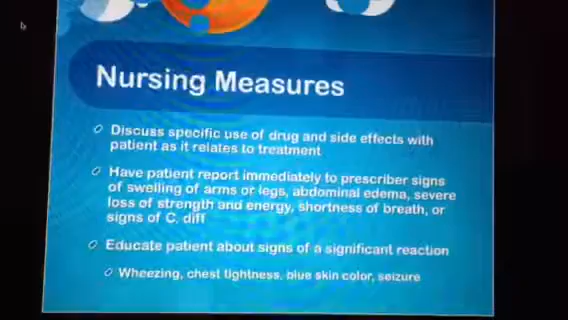 Nursing Measures
Discuss specific use of drug and side effects with
patient as it relates to treatment
Have patient report immediately to prescriber signs
of swelling of arms or legs, abdominal edema, severe
loss of strength and energy, shortness of breath, or
signs of C. diff
Educate patient about signs of a significant reaction
Wheezing, chest tightness, blue skin color, seizure